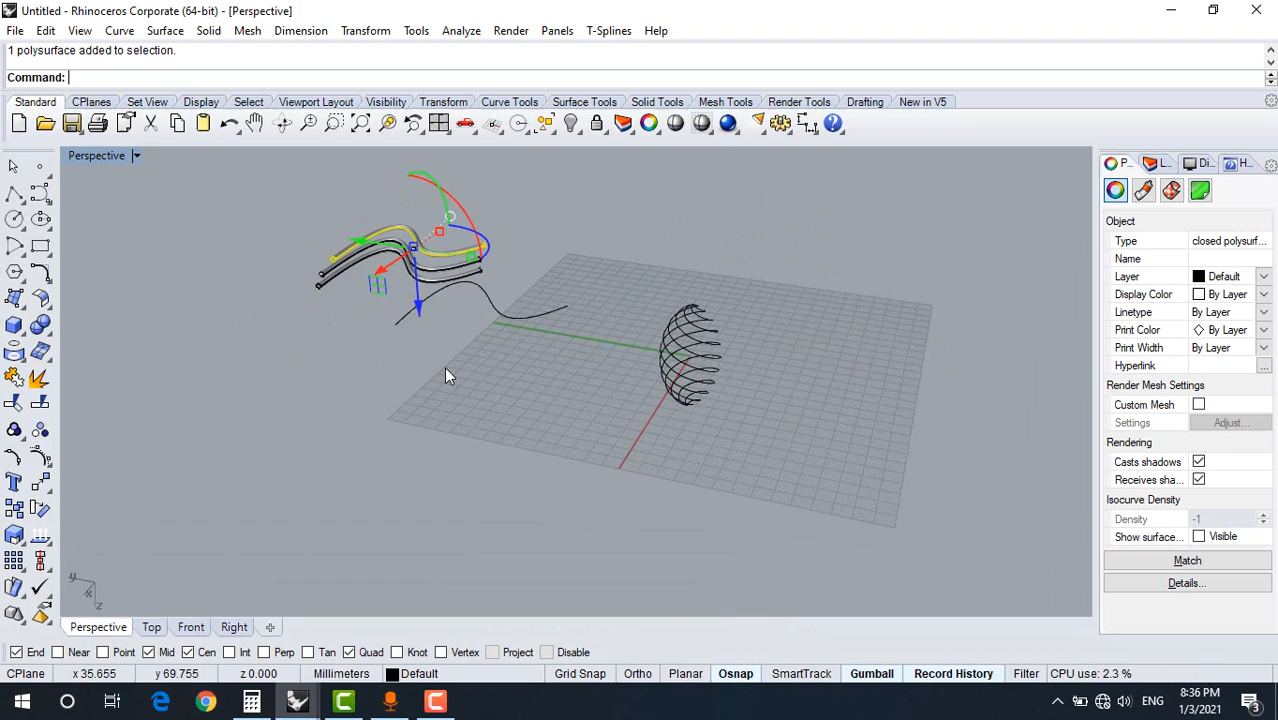 Untitled - Rhinoceros Corporate (64-bit) - [Perspective]
File Edit View Curve Surface Solid Mesh Dimension Transform Tools Analyze Render Panels T-Splines Help
1 polysurface added to selection.
Command:
Standard CPlanes Set View Display Select Viewport Layout Visibility Transform Curve Tools Surface Tools Solid Tools Mesh Tools Render Tools Drafting New in V5
Perspective
P... L... Di... H...
Object
Type closed polysurf...
Name
Layer Default
Display Color By Layer
Linetype By Layer
Print Color By Layer
Print Width By Layer
Hyperlink ...
Render Mesh Settings
Custom Mesh
Settings Adjust...
Rendering
Casts shadows
Receives sha...
Isocurve Density
Density -1
Show surface... Visible
Match
Details...
y x z
Perspective Top Front Right
End Near Point Mid Cen Int Perp Tan Quad Knot Vertex Project Disable
CPlane x 35.655 y 69.755 z 0.000 Millimeters Default Grid Snap Ortho Planar Osnap SmartTrack Gumball Record History Filter CPU use: 2.3 %
ENG 8:36 PM
1/3/2021
3